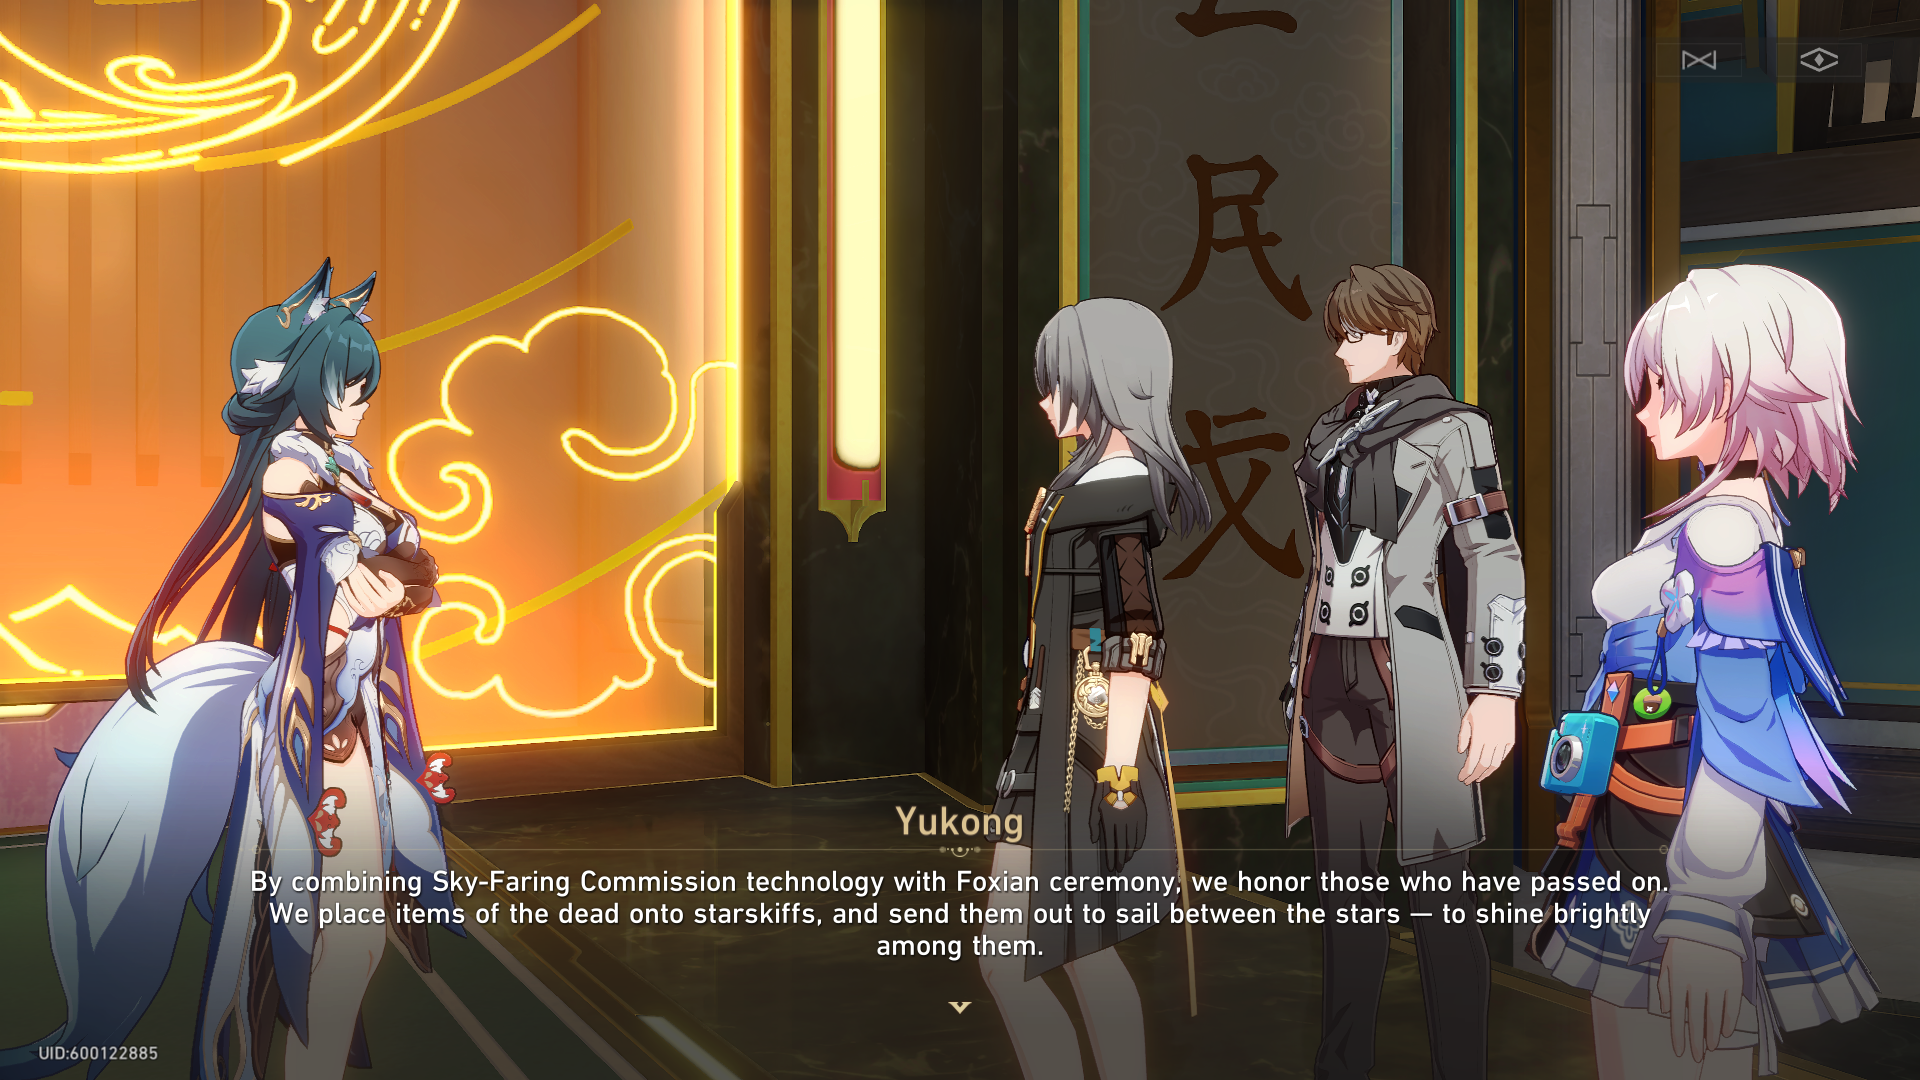 民
Yukong
By combining Sky-Faring Commission technology with Foxian ceremony, we honor those who have passed on.
We place items of the dead onto starskiffs, and send them out to sail between the stars — to shine brightly
among them.
UID:600122885